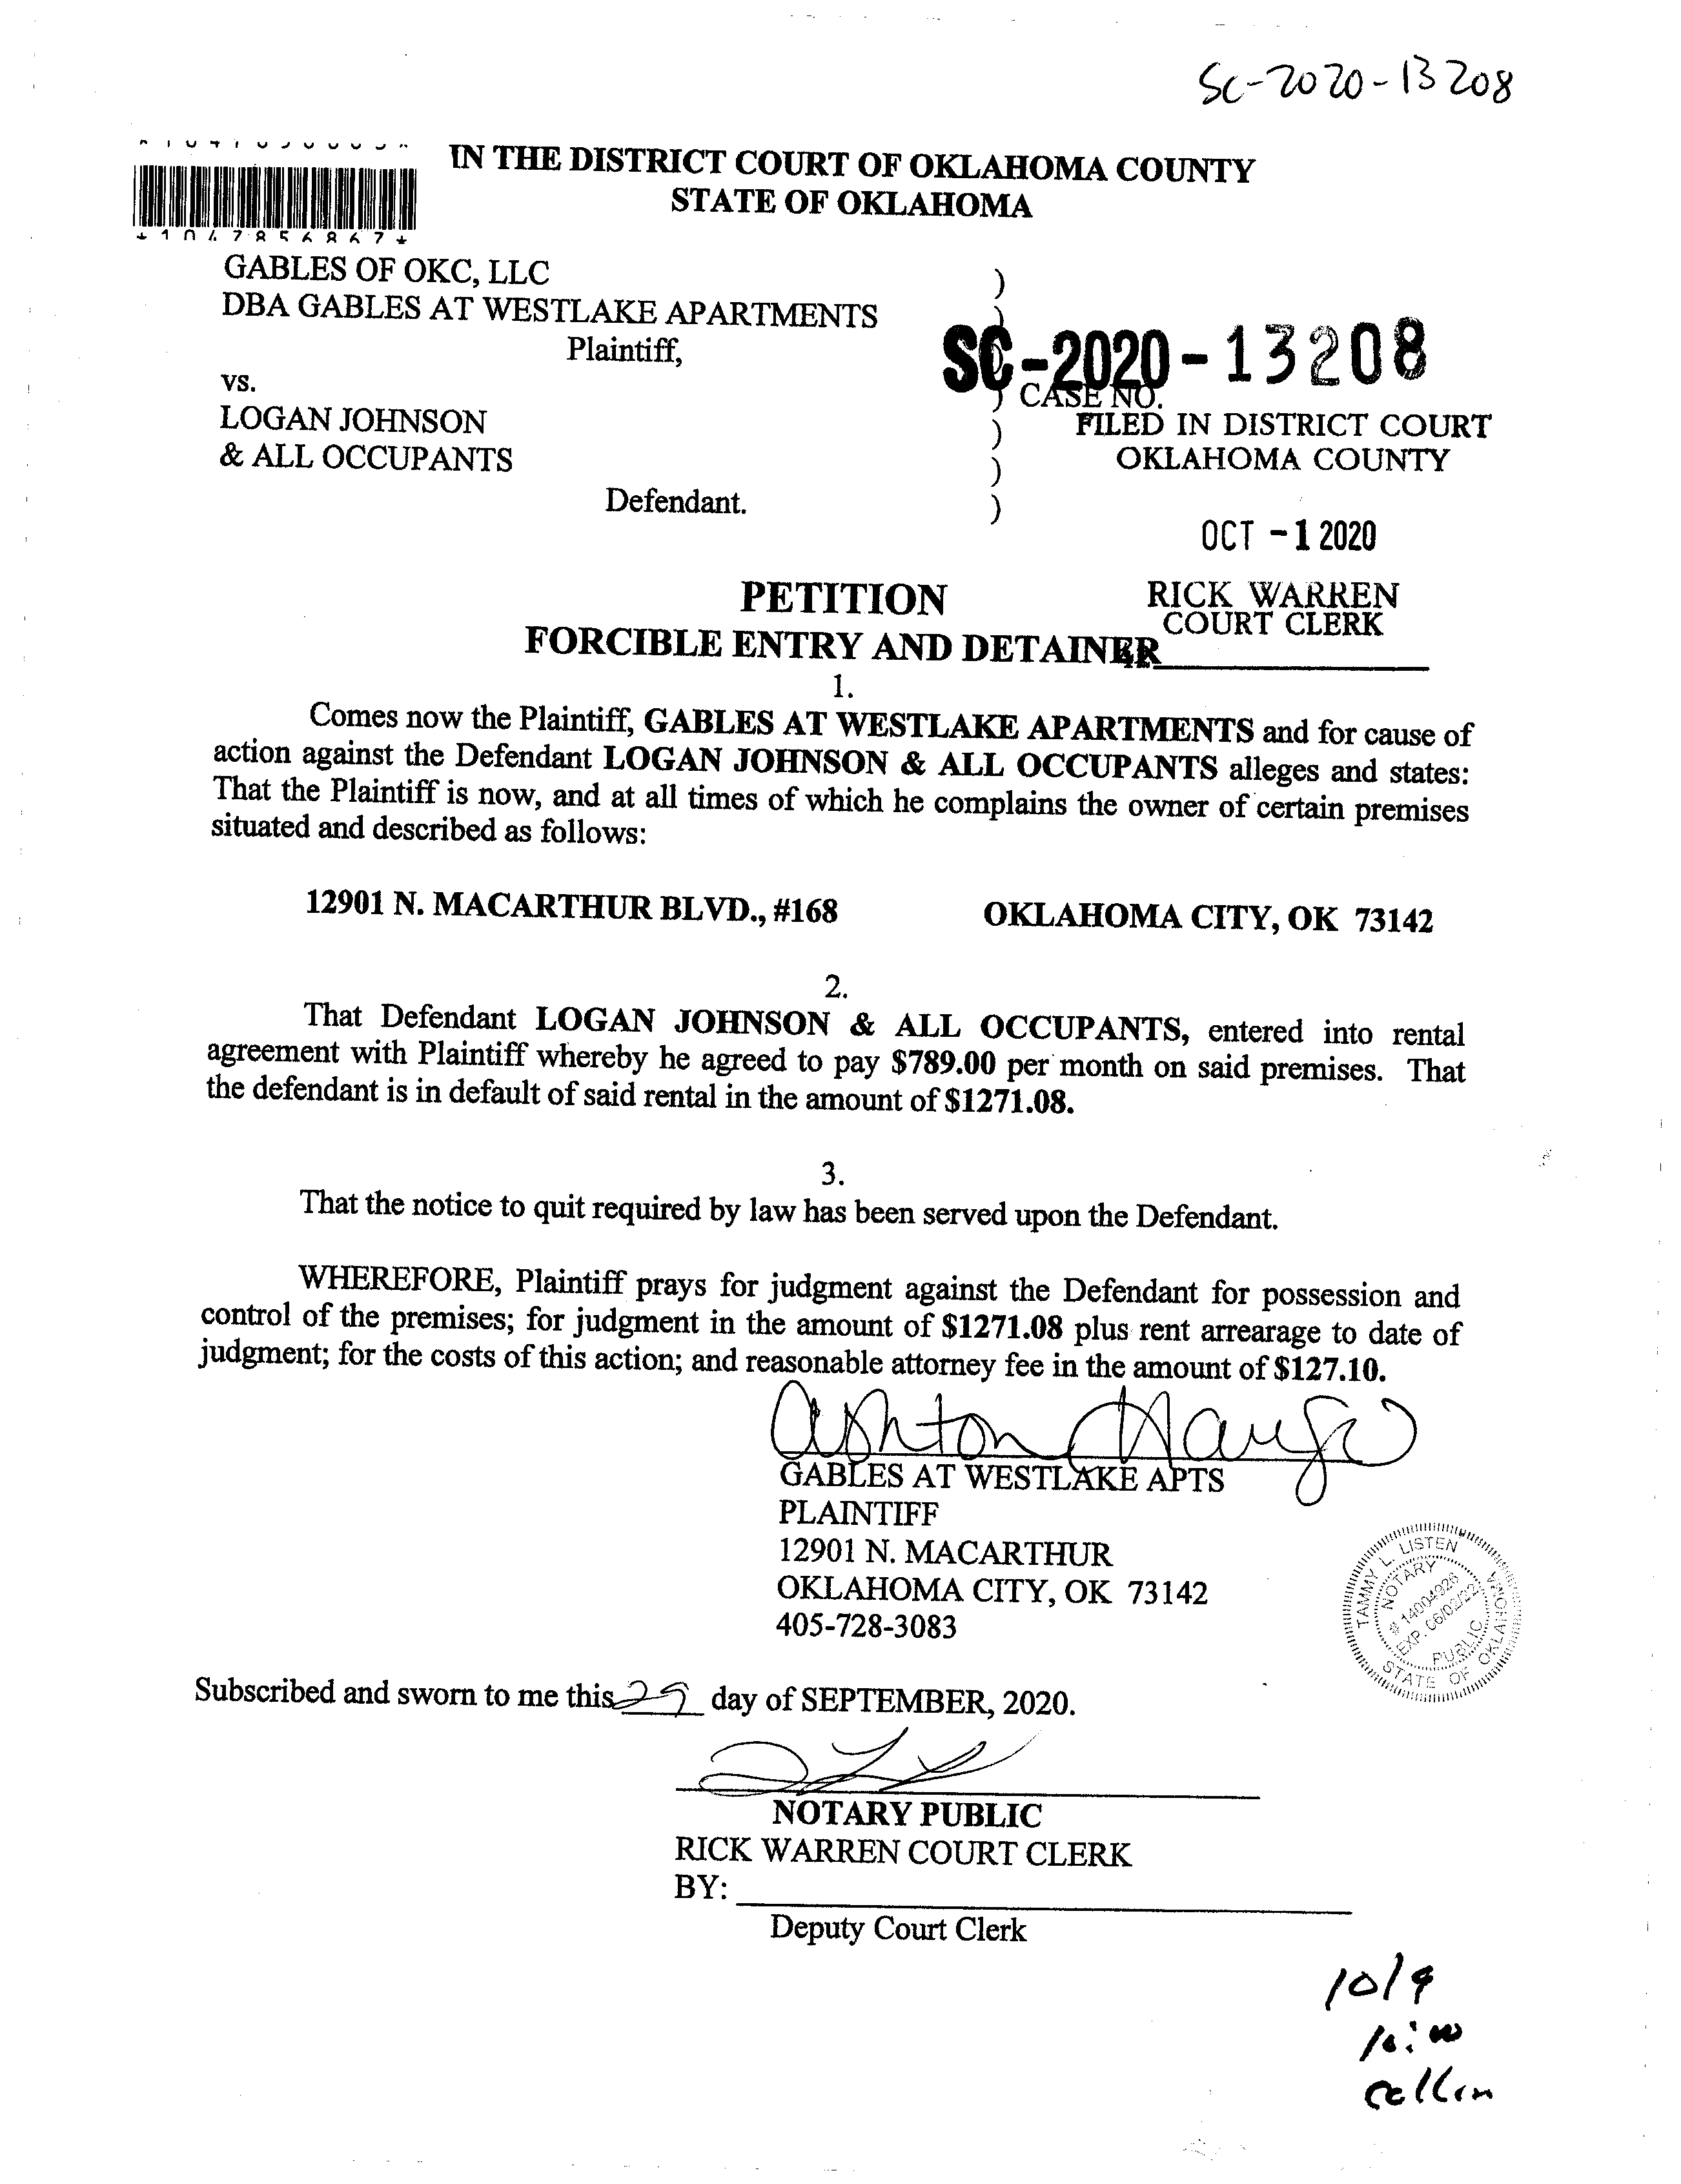 SC-2020-13208
IN THE DISTRICT COURT OF OKLAHOMA COUNTY
STATE OF OKLAHOMA
*1047856867*
GABLES OF OKC, LLC
DBA GABLES AT WESTLAKE APARTMENTS
Plaintiff,
vs.
LOGAN JOHNSON
& ALL OCCUPANTS
Defendant.
)
)
)
)
)
)
)
SC-2020-13208
CASE NO.
FILED IN DISTRICT COURT
OKLAHOMA COUNTY
OCT -1 2020
RICK WARREN
COURT CLERK
PETITION
FORCIBLE ENTRY AND DETAINER
1.
Comes now the Plaintiff, GABLES AT WESTLAKE APARTMENTS and for cause of
action against the Defendant LOGAN JOHNSON & ALL OCCUPANTS alleges and states:
That the Plaintiff is now, and at all times of which he complains the owner of certain premises
situated and described as follows:
12901 N. MACARTHUR BLVD., #168 OKLAHOMA CITY, OK 73142
2.
That Defendant LOGAN JOHNSON & ALL OCCUPANTS, entered into rental
agreement with Plaintiff whereby he agreed to pay $789.00 per month on said premises. That
the defendant is in default of said rental in the amount of $1271.08.
3.
That the notice to quit required by law has been served upon the Defendant.
WHEREFORE, Plaintiff prays for judgment against the Defendant for possession and
control of the premises; for judgment in the amount of $1271.08 plus rent arrearage to date of
judgment; for the costs of this action; and reasonable attorney fee in the amount of $127.10.
Ashton
GABLES AT WESTLAKE APTS
PLAINTIFF
12901 N. MACARTHUR
OKLAHOMA CITY, OK 73142
405-728-3083
TAMMY L. LISTEN
NOTARY
# 14004926
EXP. 06/02/22
PUBLIC
STATE OF OKLAHOMA
Subscribed and sworn to me this 29 day of SEPTEMBER, 2020.
NOTARY PUBLIC
RICK WARREN COURT CLERK
BY:
Deputy Court Clerk
10/9